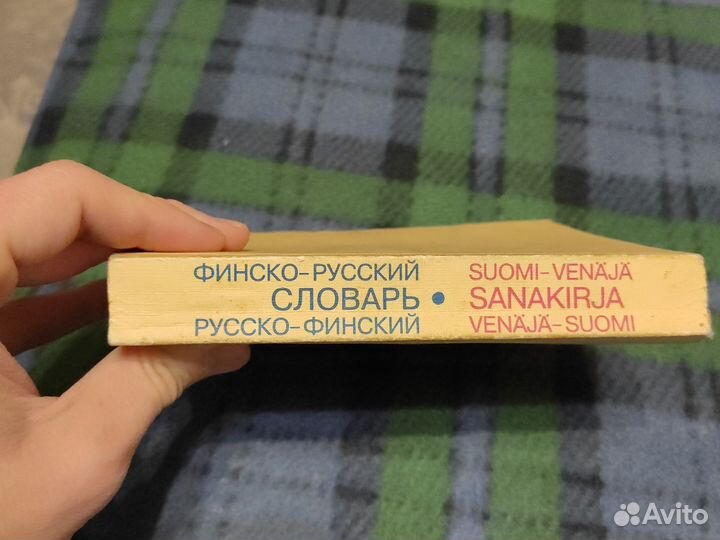 ФИНСКО-РУССКИЙ
СЛОВАРЬ •
РУССКО-ФИНСКИЙ
SUOMI-VENÄJÄ
SANAKIRJA
VENÄJÄ-SUOMI
Avito